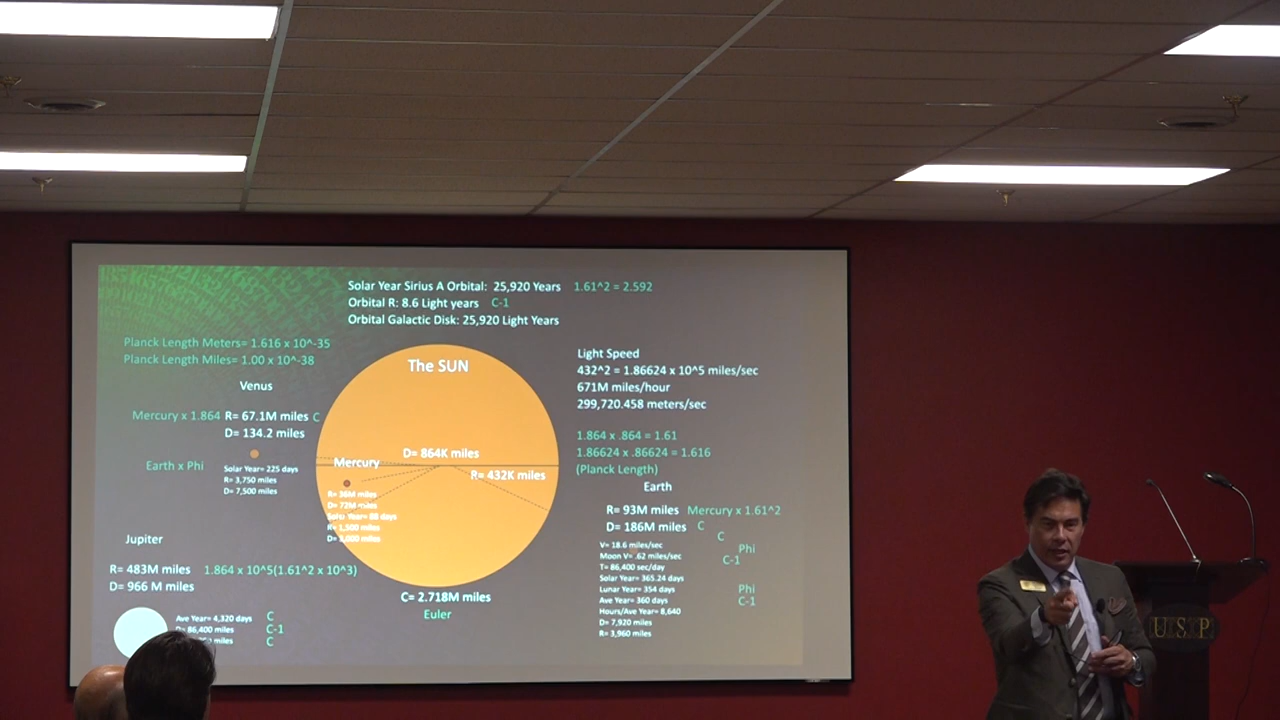 Solar Year Sirius A Orbital: 25,920 Years 1.61^2 = 2.592
Orbital R: 8.6 Light years C-1
Orbital Galactic Disk: 25,920 Light Years
Planck Length Meters= 1.616 x 10^-35
Planck Length Miles= 1.00 x 10^-38
Venus
Mercury x 1.864 R= 67.1M miles C
D= 134.2 miles
Earth x Phi
Solar Year= 225 days
R= 3,750 miles
D= 7,500 miles
The SUN
D= 864K miles
R= 432K miles
Mercury
R= 36M miles
D= 72M miles
Solar Year= 88 days
R= 1,500 miles
D= 3,000 miles
C= 2.718M miles
Euler
Light Speed
432^2 = 1.86624 x 10^5 miles/sec
671M miles/hour
299,720.458 meters/sec
1.864 x .864 = 1.61
1.86624 x .86624 = 1.616
(Planck Length)
Earth
R= 93M miles Mercury x 1.61^2
D= 186M miles C
C
V= 18.6 miles/sec Phi
Moon V= .62 miles/sec C-1
T= 86,400 sec/day
Solar Year= 365.24 days
Lunar Year= 354 days Phi
Ave Year= 360 days C-1
Hours/Ave Year= 8,640
D= 7,920 miles
R= 3,960 miles
Jupiter
R= 483M miles 1.864 x 10^5(1.61^2 x 10^3)
D= 966 M miles
Ave Year= 4,320 days C
D= 86,400 miles C-1
miles C
U.S.P.